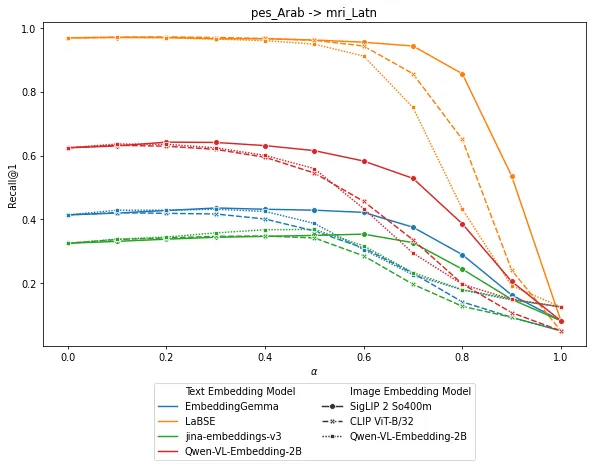 pes_Arab -> mri_Latn
1.0
0.8
0.6
0.4
0.2
Recall@1
0.0 0.2 0.4 0.6 0.8 1.0
α
Text Embedding Model Image Embedding Model
EmbeddingGemma SigLIP 2 So400m
LaBSE CLIP ViT-B/32
jina-embeddings-v3 Qwen-VL-Embedding-2B
Qwen-VL-Embedding-2B